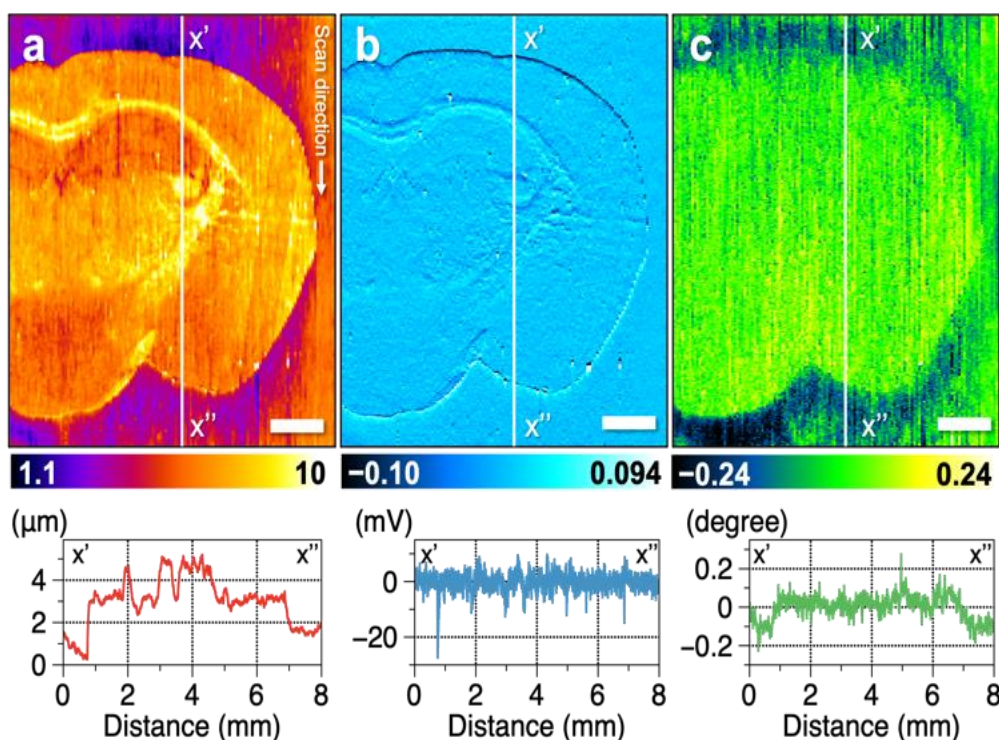 a
x’
Scan direction
x’’
b
x’
x’’
c
x’
x’’
1.1
10
−0.10
0.094
−0.24
0.24
(μm)
x’
x’’
4
2
0
0
2
4
6
8
Distance (mm)
(mV)
x’
x’’
0
−20
0
2
4
6
8
Distance (mm)
(degree)
x’
x’’
0.2
0
−0.2
0
2
4
6
8
Distance (mm)